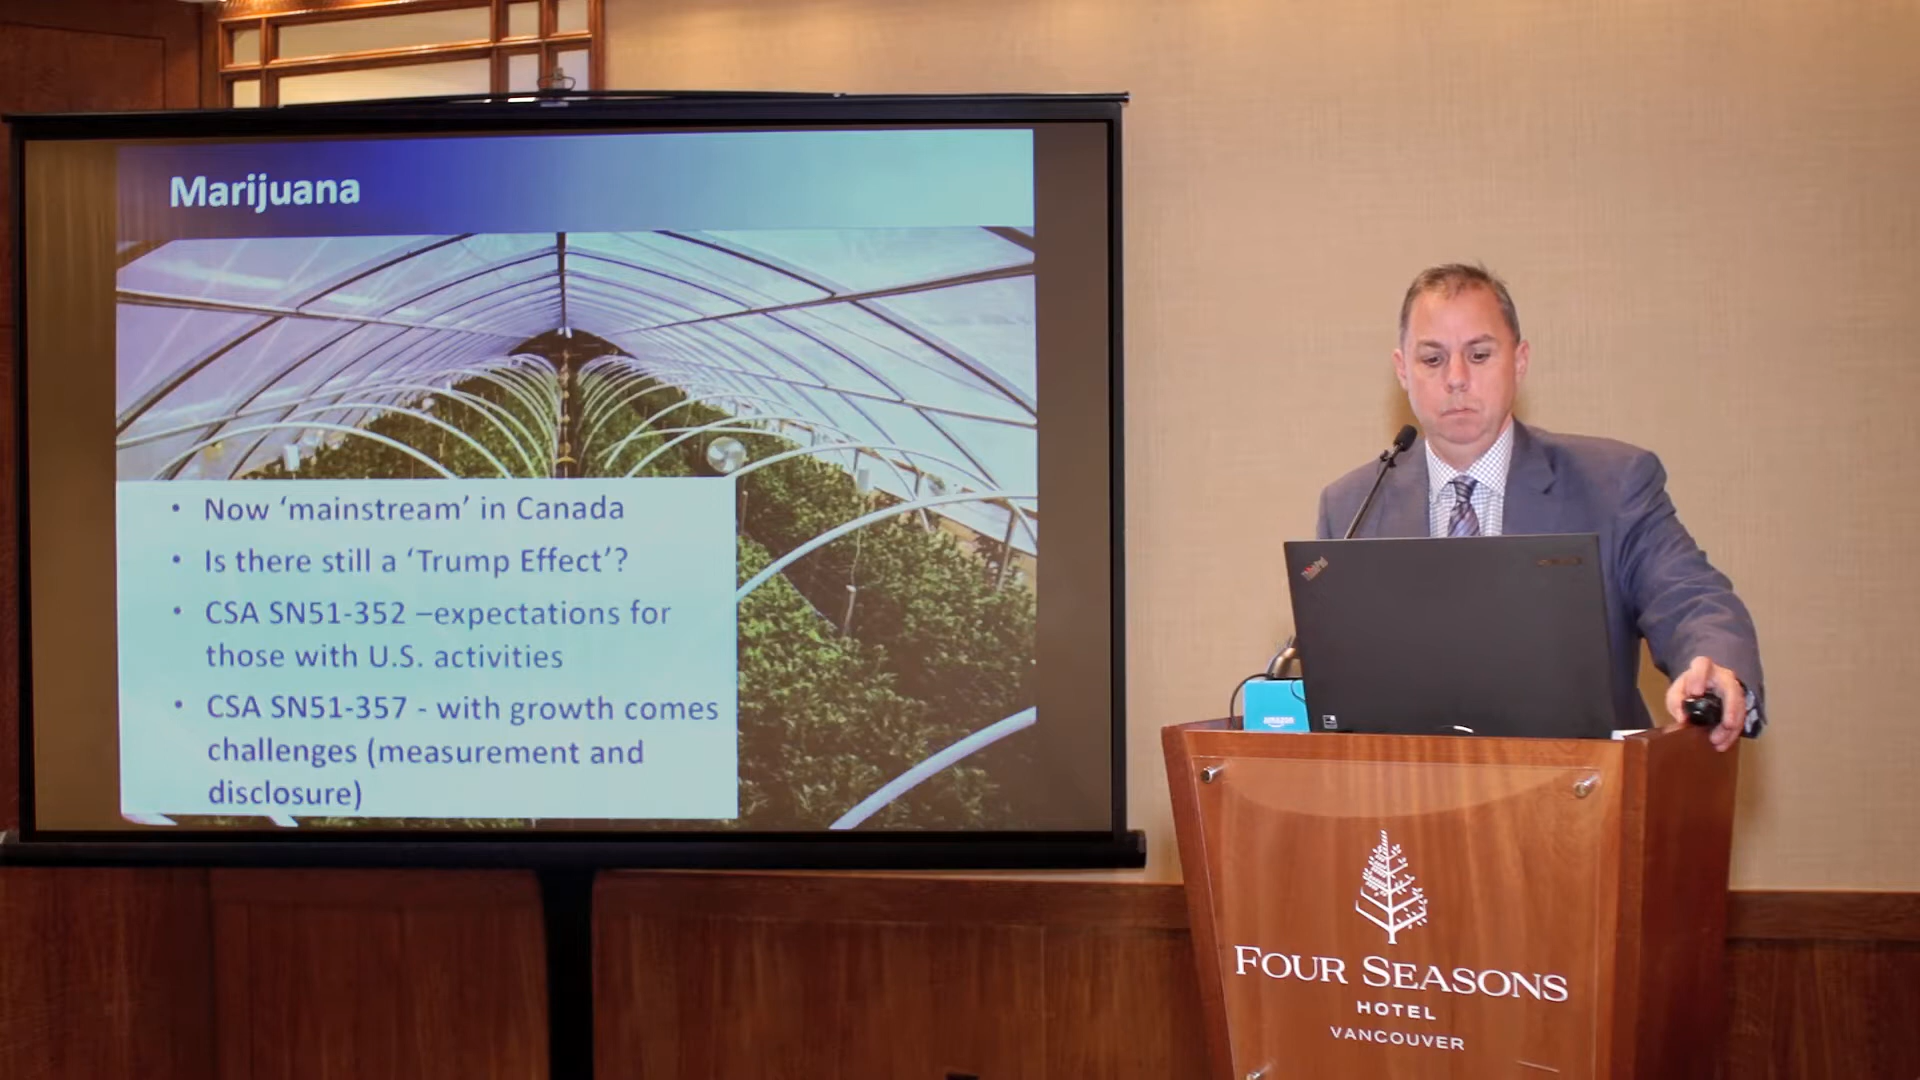 Marijuana
• Now ‘mainstream’ in Canada
• Is there still a ‘Trump Effect’?
• CSA SN51-352 –expectations for
those with U.S. activities
• CSA SN51-357 - with growth comes
challenges (measurement and
disclosure)
ThinkPad
amazon
FOUR SEASONS
HOTEL
VANCOUVER